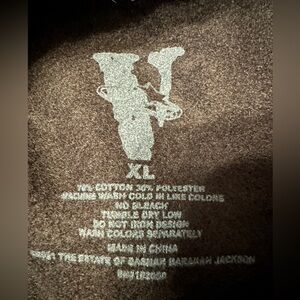 V
XL
70% COTTON 30% POLYESTER
MACHINE WASH COLD IN LIKE COLORS
NO BLEACH
TUMBLE DRY LOW
DO NOT IRON DESIGN
WASH COLORS SEPARATELY
MADE IN CHINA
©2021 THE ESTATE OF BASHAR BARAKAH JACKSON